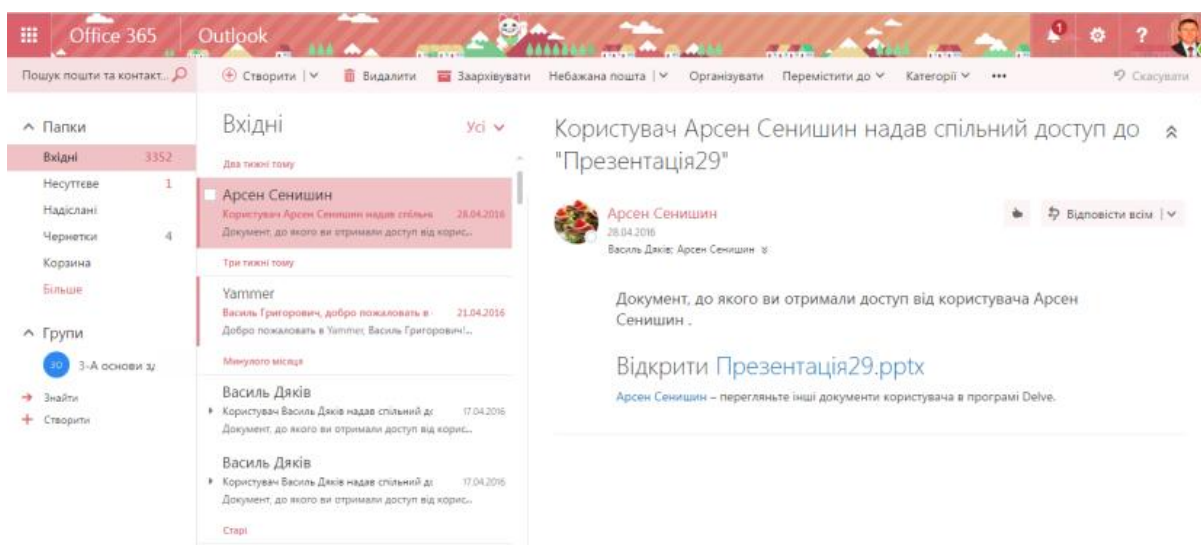 Office 365
Outlook
1
?
Пошук пошти та контакт...
Створити
Видалити
Заархівувати
Небажана пошта
Організувати
Перемістити до
Категорії
...
Скасувати
Папки
Вхідні 3352
Несуттєве 1
Надіслані
Чернетки 4
Корзина
Більше
Групи
ЗО 3-А основи зд
Знайти
Створити
Вхідні
Усі
Два тижні тому
Арсен Сенишин
Користувач Арсен Сенишин надав спільн 28.04.2016
Документ, до якого ви отримали доступ від корис...
Три тижні тому
Yammer
Василь Григорович, добро пожаловать в 21.04.2016
Добро пожаловать в Yammer, Василь Григорович!...
Минулого місяця
Василь Дяків
Користувач Василь Дяків надав спільний дс 17.04.2016
Документ, до якого ви отримали доступ від корис...
Василь Дяків
Користувач Василь Дяків надав спільний дс 17.04.2016
Документ, до якого ви отримали доступ від корис...
Старі
Користувач Арсен Сенишин надав спільний доступ до
"Презентація29"
Арсен Сенишин
28.04.2016
Василь Дяків; Арсен Сенишин
Відповісти всім
Документ, до якого ви отримали доступ від користувача Арсен
Сенишин .
Відкрити Презентація29.pptx
Арсен Сенишин – перегляньте інші документи користувача в програмі Delve.